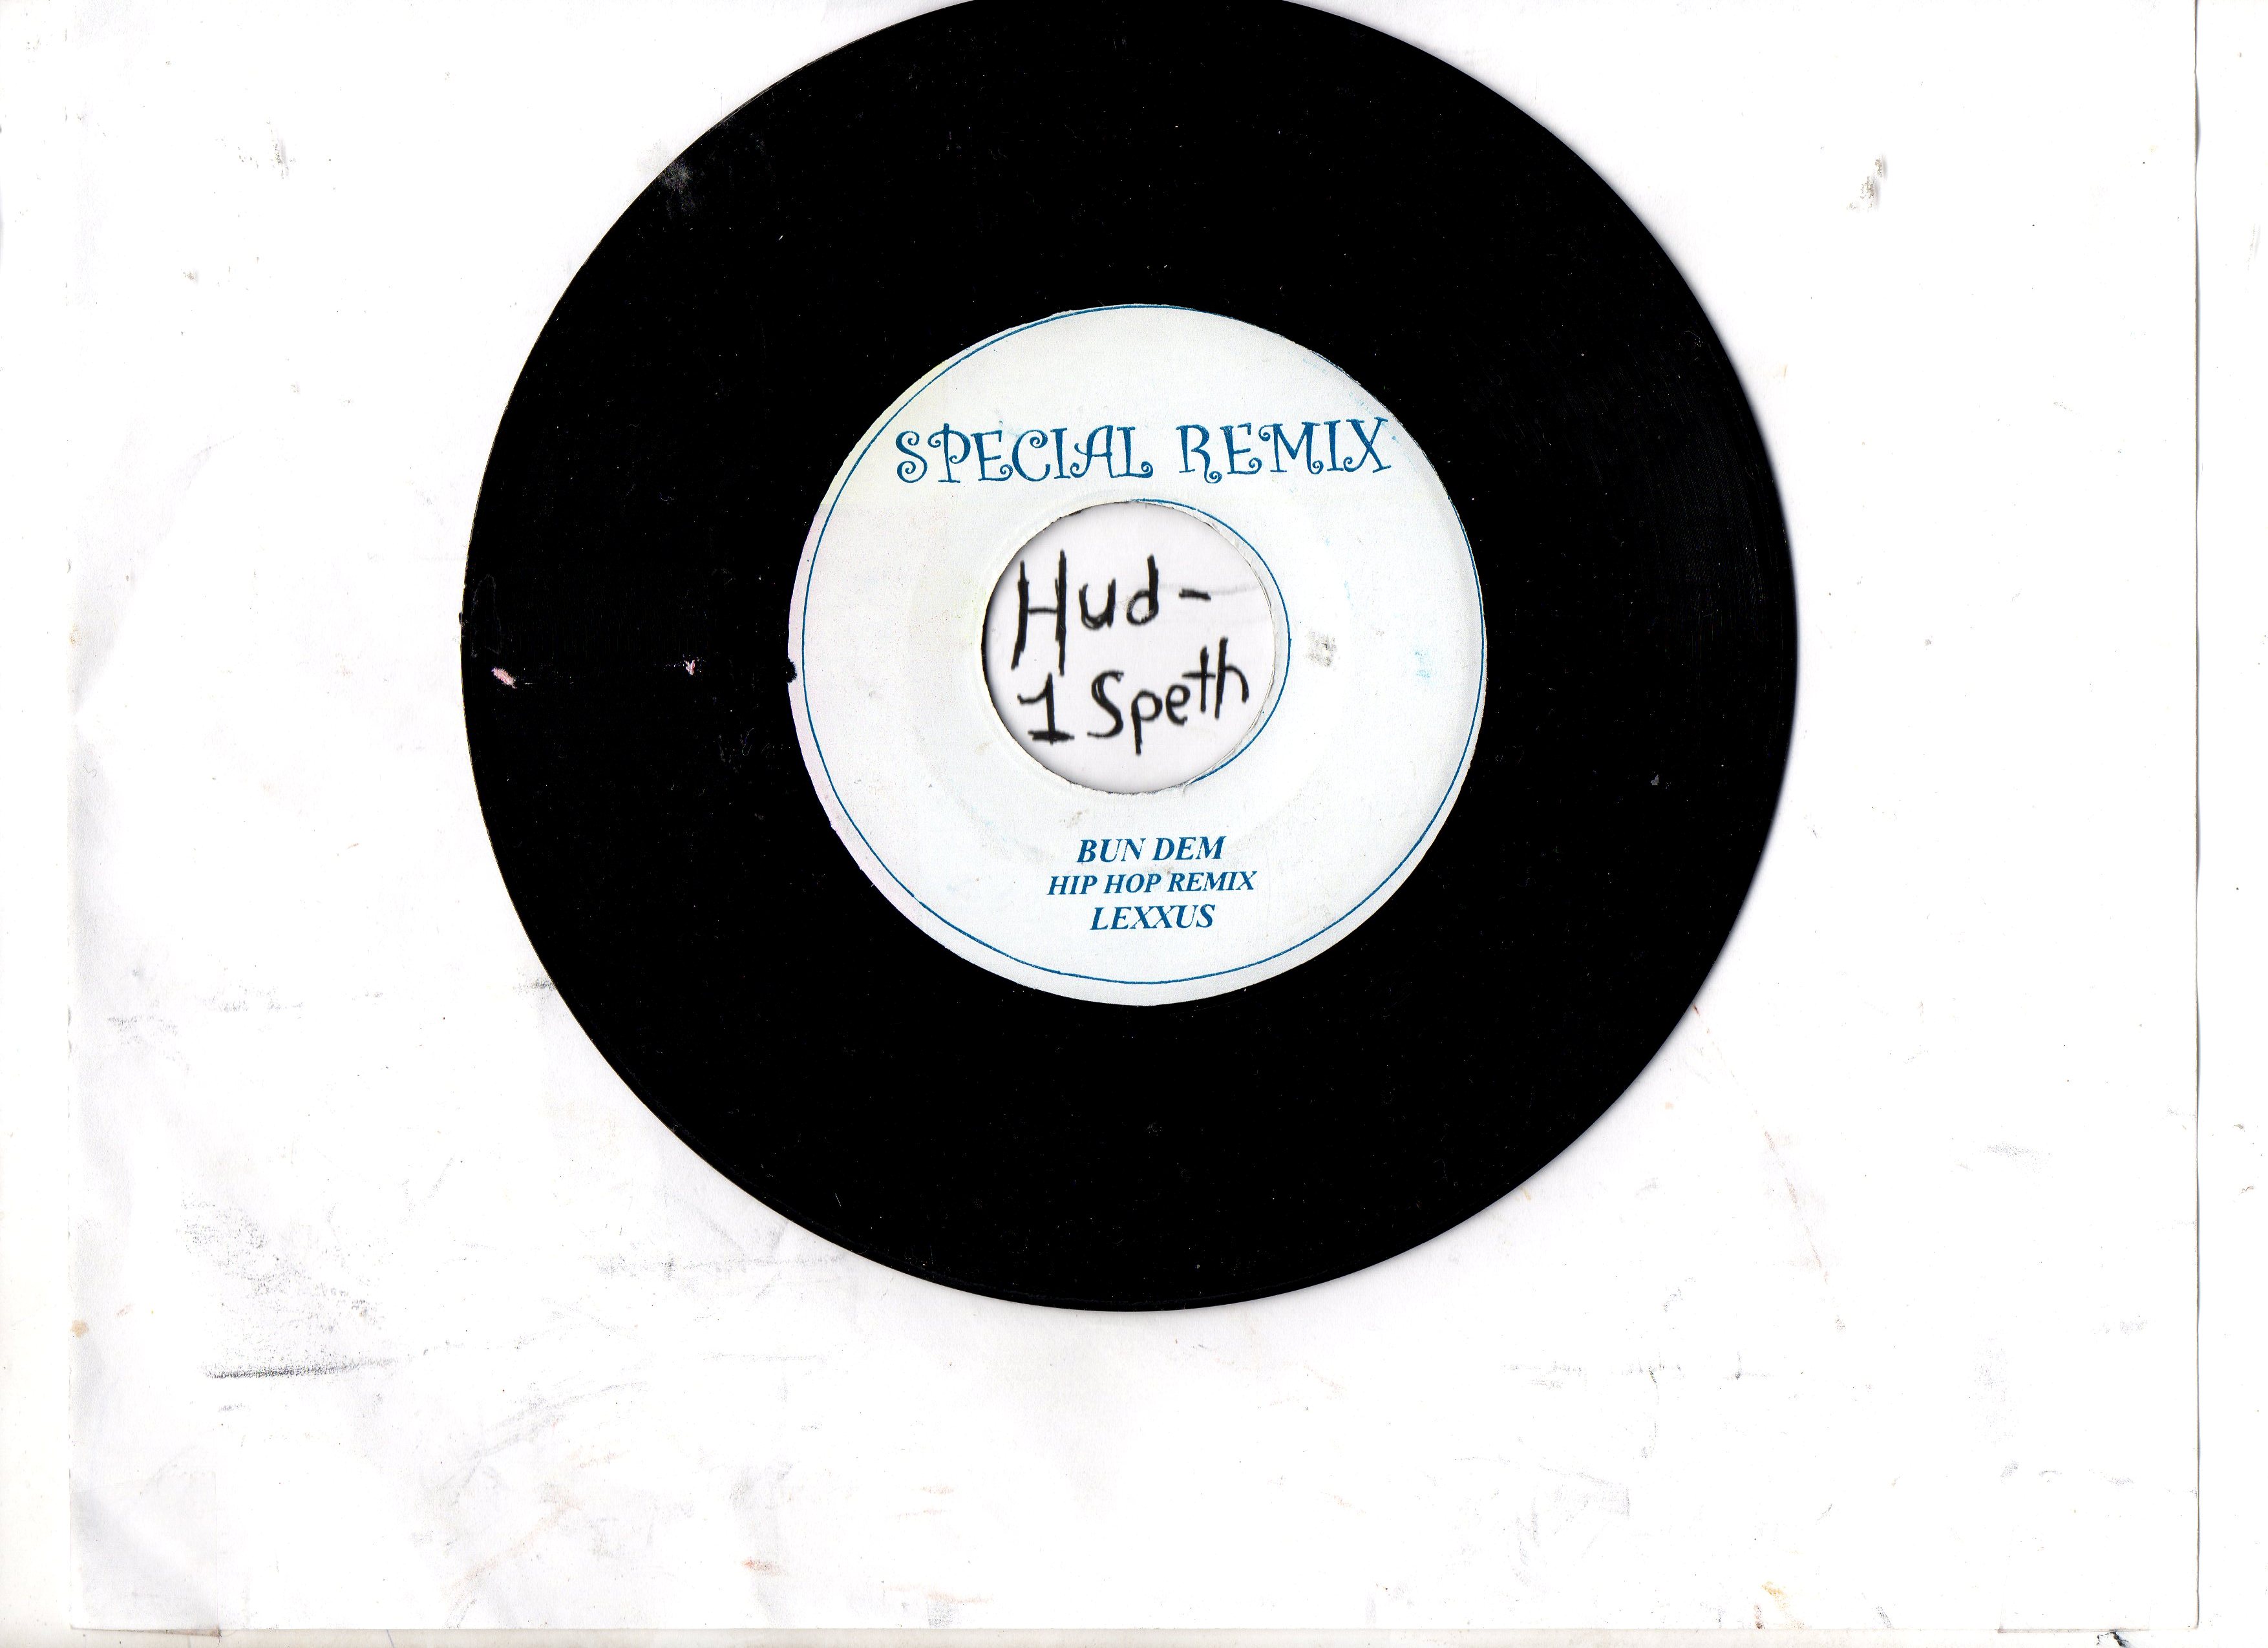 SPECIAL REMIX
Hud-
1 Speth
BUN DEM
HIP HOP REMIX
LEXXUS